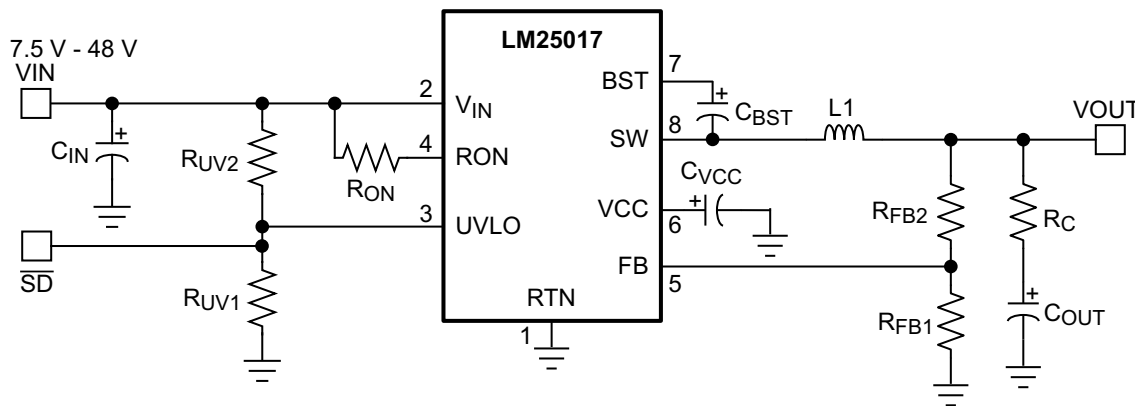 LM25017
7.5 V - 48 V
VIN
2
VIN
BST
7
CBST
L1
VOUT
CIN
RUV2
RON
4
RON
SW
8
CVCC
3
UVLO
VCC
6
RFB2
RC
SD
RUV1
FB
5
RTN
1
RFB1
COUT
+
+
+
+